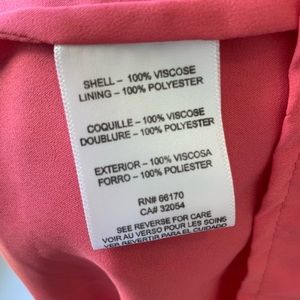 SHELL – 100% VISCOSE
LINING – 100% POLYESTER
COQUILLE – 100% VISCOSE
DOUBLURE – 100% POLYESTER
EXTERIOR – 100% VISCOSA
FORRO – 100% POLIESTER
RN# 66170
CA# 32054
SEE REVERSE FOR CARE
VOIR AU VERSO POUR LES SOINS
VER REVERSO PARA EL CUIDADO